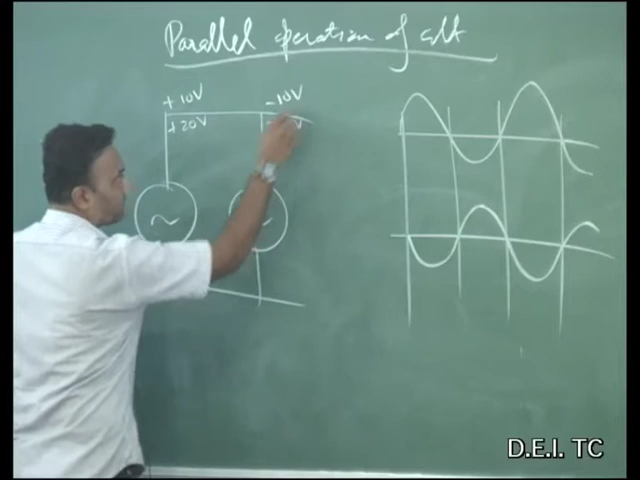 Parallel operation of alt
+10V
-10V
+20V
D.E.I. TC